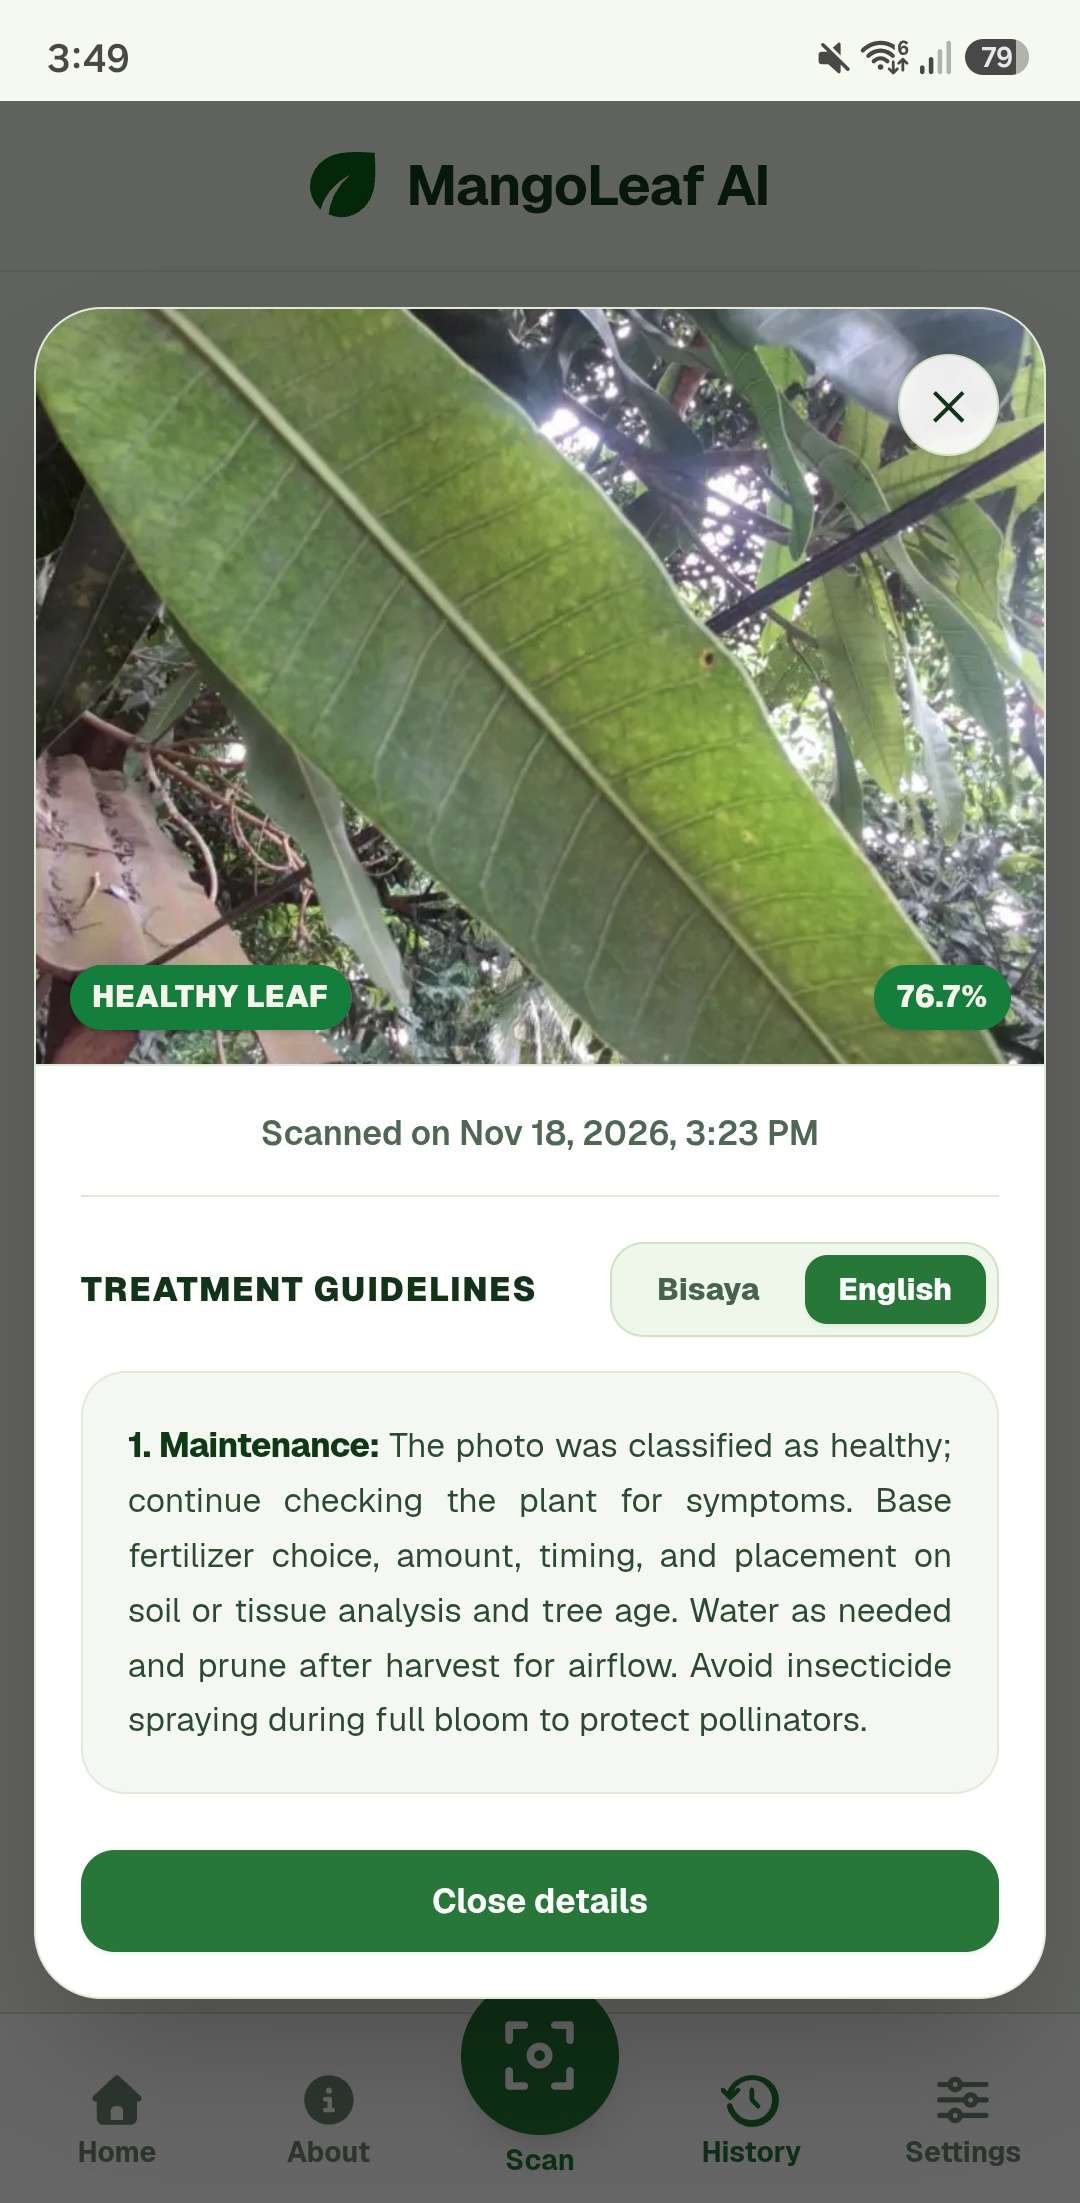 3:49
6
79
MangoLeaf AI
HEALTHY LEAF
76.7%
Scanned on Nov 18, 2026, 3:23 PM
TREATMENT GUIDELINES
Bisaya
English
1. Maintenance: The photo was classified as healthy;
continue checking the plant for symptoms. Base
fertilizer choice, amount, timing, and placement on
soil or tissue analysis and tree age. Water as needed
and prune after harvest for airflow. Avoid insecticide
spraying during full bloom to protect pollinators.
Close details
Home
About
Scan
History
Settings